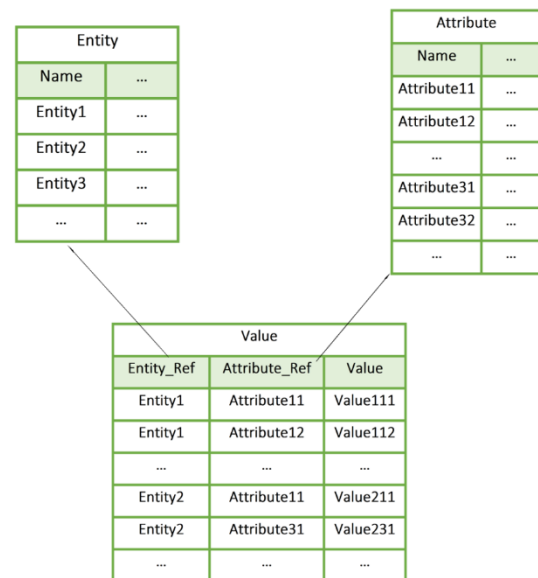 Entity
Name ...
Entity1 ...
Entity2 ...
Entity3 ...
... ...
Attribute
Name ...
Attribute11 ...
Attribute12 ...
... ...
Attribute31 ...
Attribute32 ...
... ...
Value
Entity_Ref Attribute_Ref Value
Entity1 Attribute11 Value111
Entity1 Attribute12 Value112
... ... ...
Entity2 Attribute11 Value211
Entity2 Attribute31 Value231
... ... ...